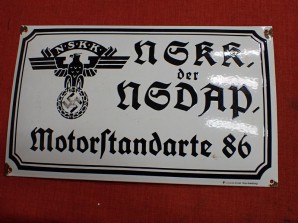 N·S·K·K
NSKK.
der
NSDAP.
Motorſtandarte 86